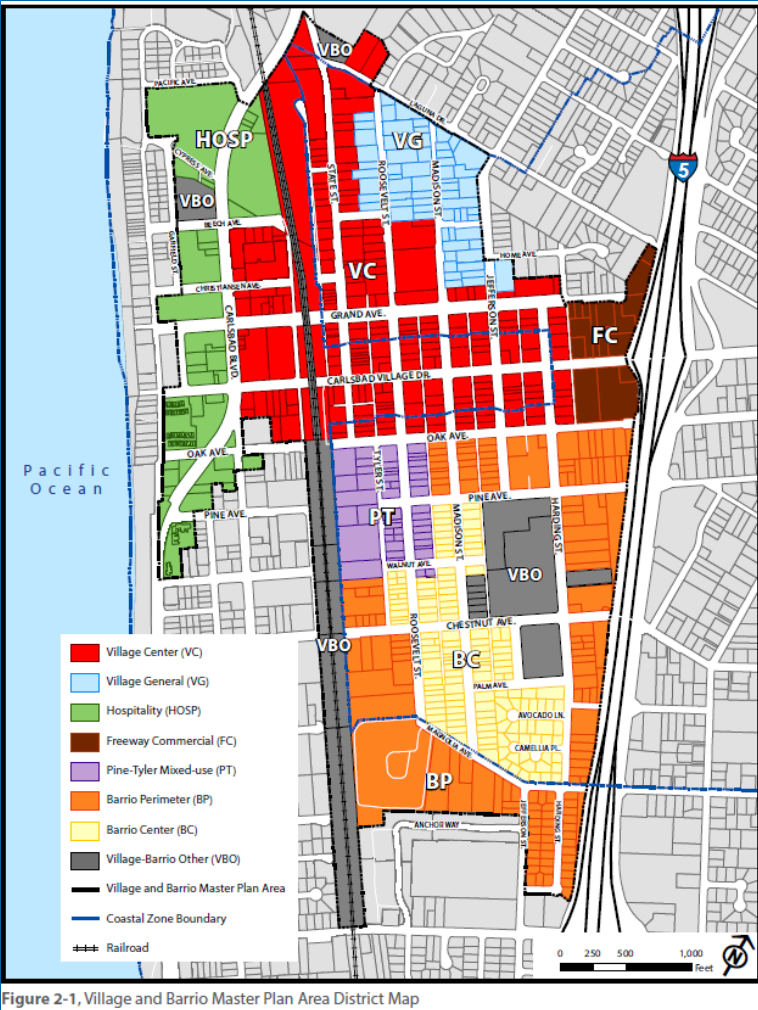 VBO
PACIFIC AVE.
LAGUNA DR.
HOSP
VG
CYPRESS AVE.
STATE ST.
ROOSEVELT ST.
MADISON ST.
5
VBO
BEECH AVE.
GARFIELD ST.
HOME AVE.
VC
CHRISTIANSEN AVE.
JEFFERSON ST.
CARLSBAD BLVD.
GRAND AVE.
FC
CARLSBAD VILLAGE DR.
OAK AVE.
OAK AVE.
Pacific
Ocean
TYLER ST.
PINE AVE.
PINE AVE.
PT
MADISON ST.
HARDING ST.
WALNUT AVE.
VBO
CHESTNUT AVE.
ROOSEVELT ST.
VBO
BC
PALM AVE.
AVOCADO LN.
MAGNOLIA AVE.
CAMELLIA PL.
BP
JEFFERSON ST.
HARDING ST.
ANCHOR WAY
Village Center (VC)
Village General (VG)
Hospitality (HOSP)
Freeway Commercial (FC)
Pine-Tyler Mixed-use (PT)
Barrio Perimeter (BP)
Barrio Center (BC)
Village-Barrio Other (VBO)
Village and Barrio Master Plan Area
Coastal Zone Boundary
Railroad
0 250 500 1,000
Feet
N
Figure 2-1, Village and Barrio Master Plan Area District Map